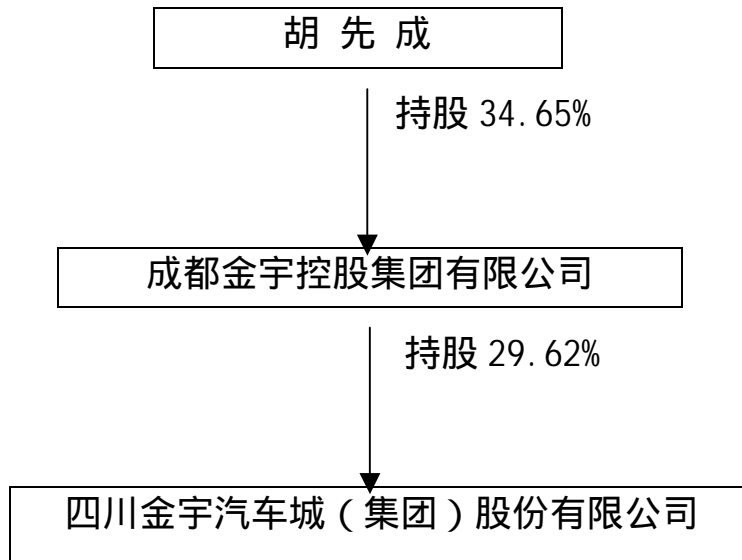 胡 先 成
持股 34.65%
成都金宇控股集团有限公司
持股 29.62%
四川金宇汽车城（集团）股份有限公司